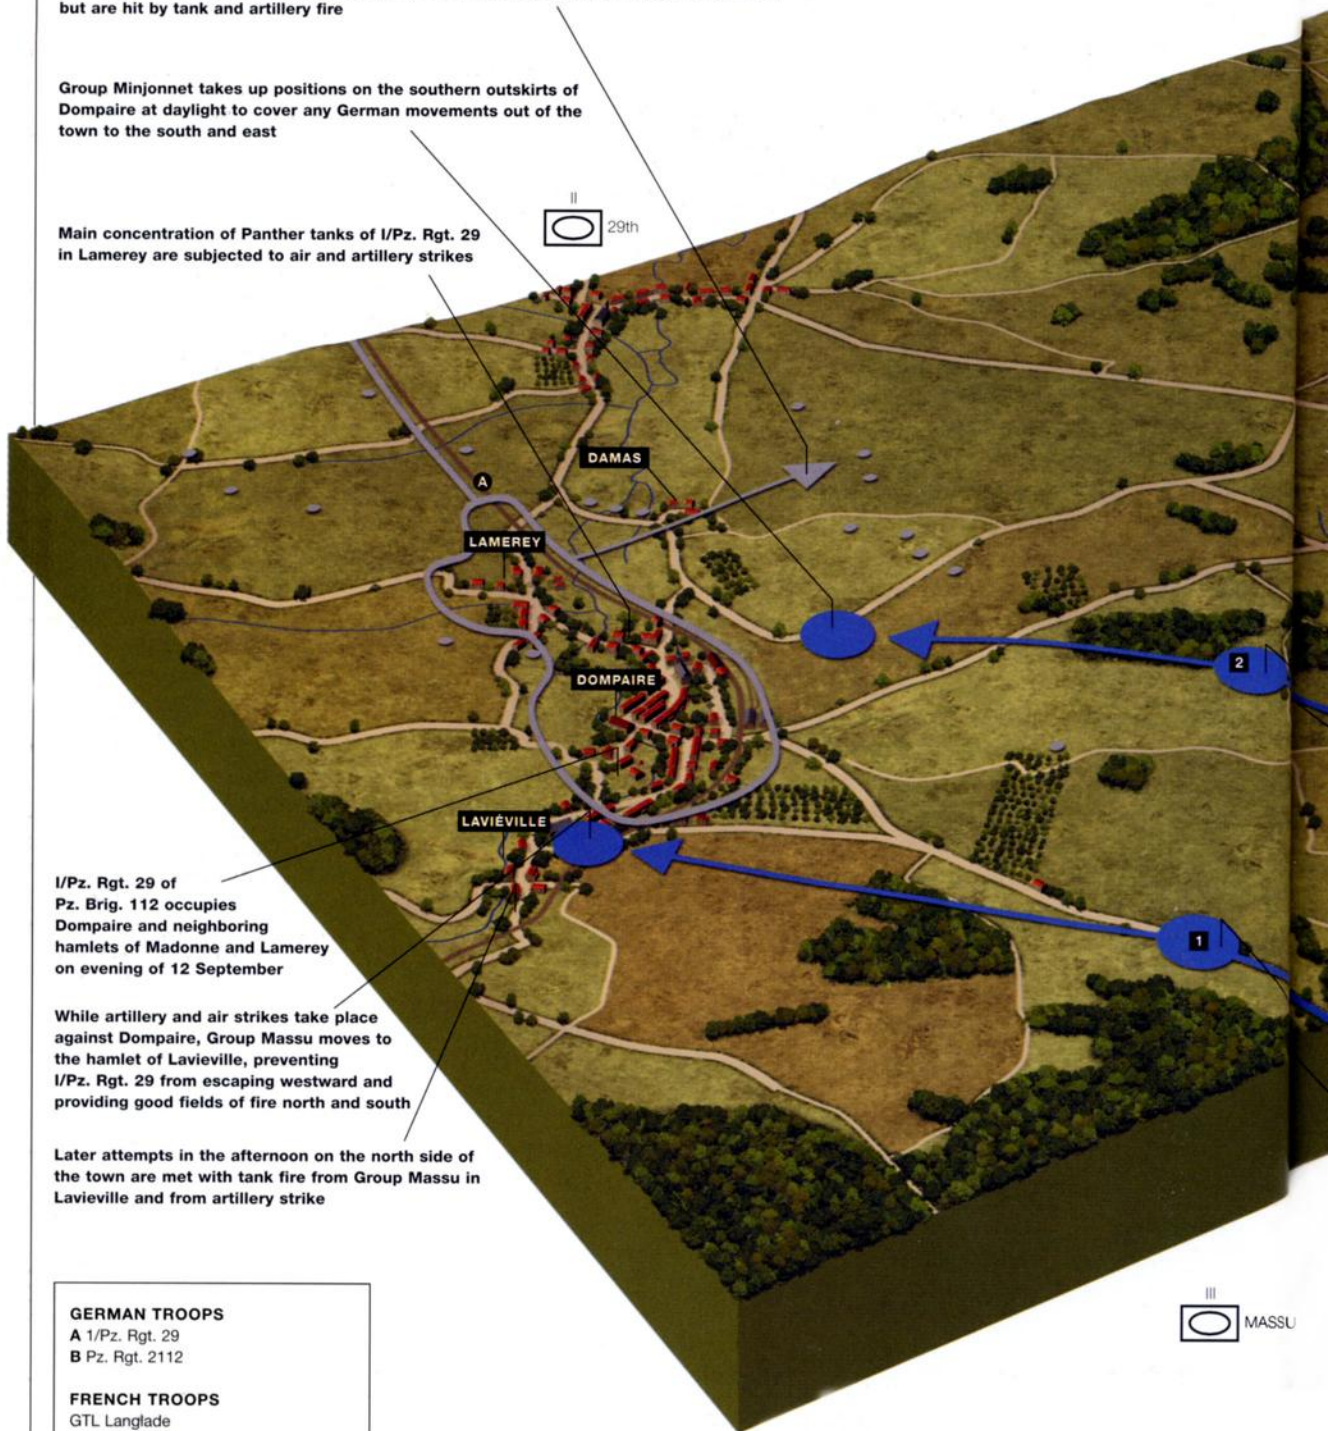 but are hit by tank and artillery fire
Group Minjonnet takes up positions on the southern outskirts of
Dompaire at daylight to cover any German movements out of the
town to the south and east
II
29th
Main concentration of Panther tanks of I/Pz. Rgt. 29
in Lamerey are subjected to air and artillery strikes
DAMAS
A
LAMEREY
DOMPAIRE
2
LAVIÉVILLE
1
I/Pz. Rgt. 29 of
Pz. Brig. 112 occupies
Dompaire and neighboring
hamlets of Madonne and Lamerey
on evening of 12 September
While artillery and air strikes take place
against Dompaire, Group Massu moves to
the hamlet of Lavieville, preventing
I/Pz. Rgt. 29 from escaping westward and
providing good fields of fire north and south
Later attempts in the afternoon on the north side of
the town are met with tank fire from Group Massu in
Lavieville and from artillery strike
III
MASSU
GERMAN TROOPS
A 1/Pz. Rgt. 29
B Pz. Rgt. 2112
FRENCH TROOPS
GTL Langlade